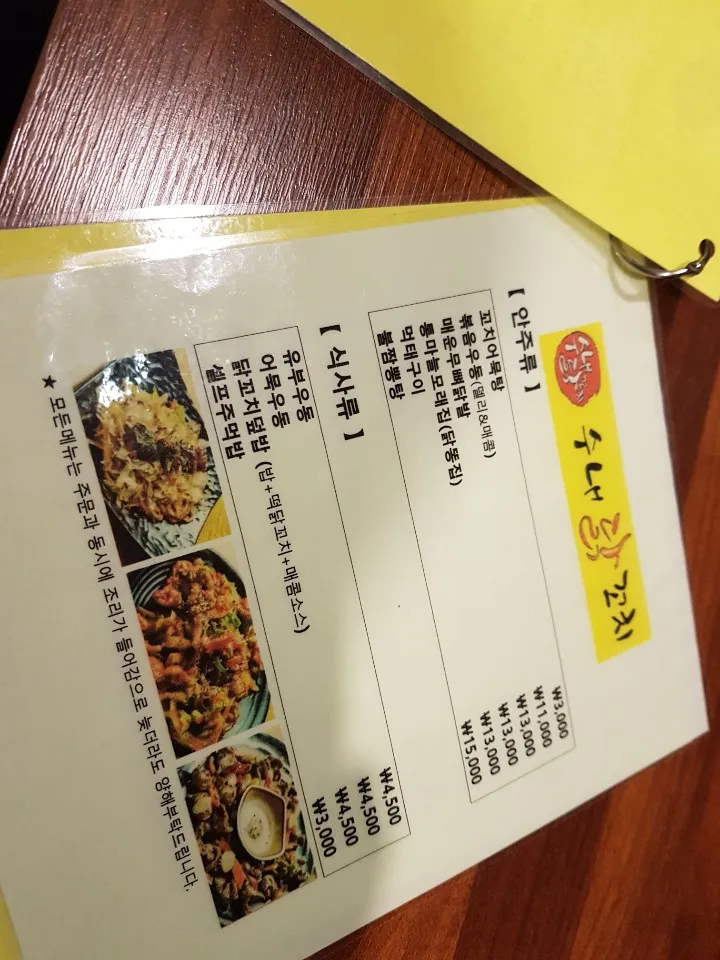 수내 닭꼬치
【 안주류 】
꼬치어묵탕 ₩3,000
볶음우동(델리&매콤) ₩11,000
매운무뼈닭발 ₩13,000
통마늘모래집(닭똥집) ₩13,000
먹태구이 ₩13,000
불짬뽕탕 ₩15,000
【 식사류 】
유부우동 ₩4,500
어묵우동 ₩4,500
닭꼬치덮밥 (밥+떡닭꼬치+매콤소스) ₩4,500
셀프주먹밥 ₩3,000
★ 모든메뉴는 주문과 동시에 조리가 들어감으로 늦더라도 양해부탁드립니다.